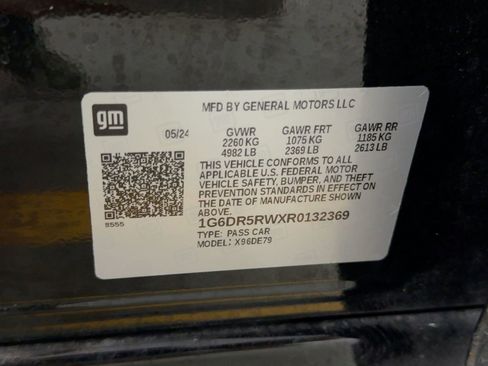 gm
MFD BY GENERAL MOTORS LLC
05/24 GVWR GAWR FRT GAWR RR
2260 KG 1075 KG 1185 KG
4982 LB 2369 LB 2613 LB
THIS VEHICLE CONFORMS TO ALL
APPLICABLE U.S. FEDERAL MOTOR
VEHICLE SAFETY, BUMPER, AND THEFT
PREVENTION STANDARDS IN EFFECT ON
THE DATE OF MANUFACTURE SHOWN
ABOVE.
8555
1G6DR5RWXR0132369
TYPE: PASS CAR
MODEL: X96DE79